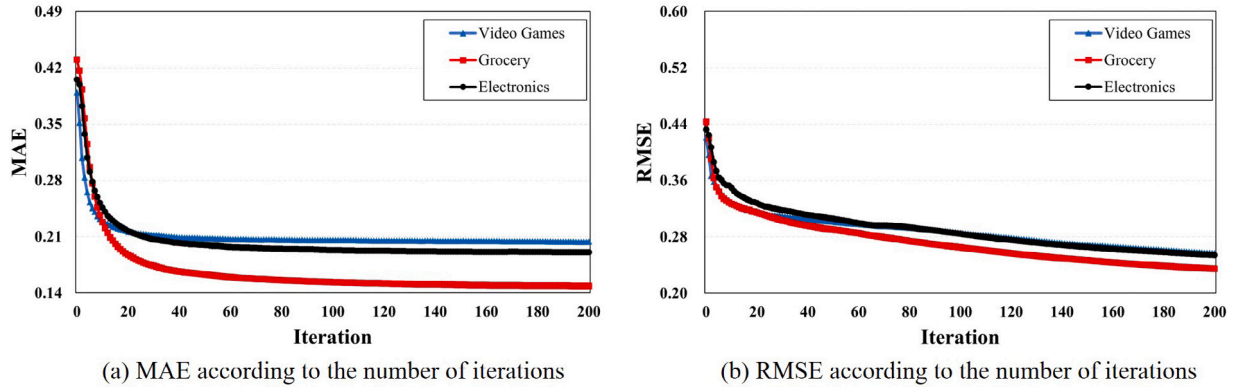 0.49
0.42
0.35
0.28
0.21
0.14
MAE
Video Games
Grocery
Electronics
0 20 40 60 80 100 120 140 160 180 200
Iteration
(a) MAE according to the number of iterations
0.60
0.52
0.44
0.36
0.28
0.20
RMSE
Video Games
Grocery
Electronics
0 20 40 60 80 100 120 140 160 180 200
Iteration
(b) RMSE according to the number of iterations